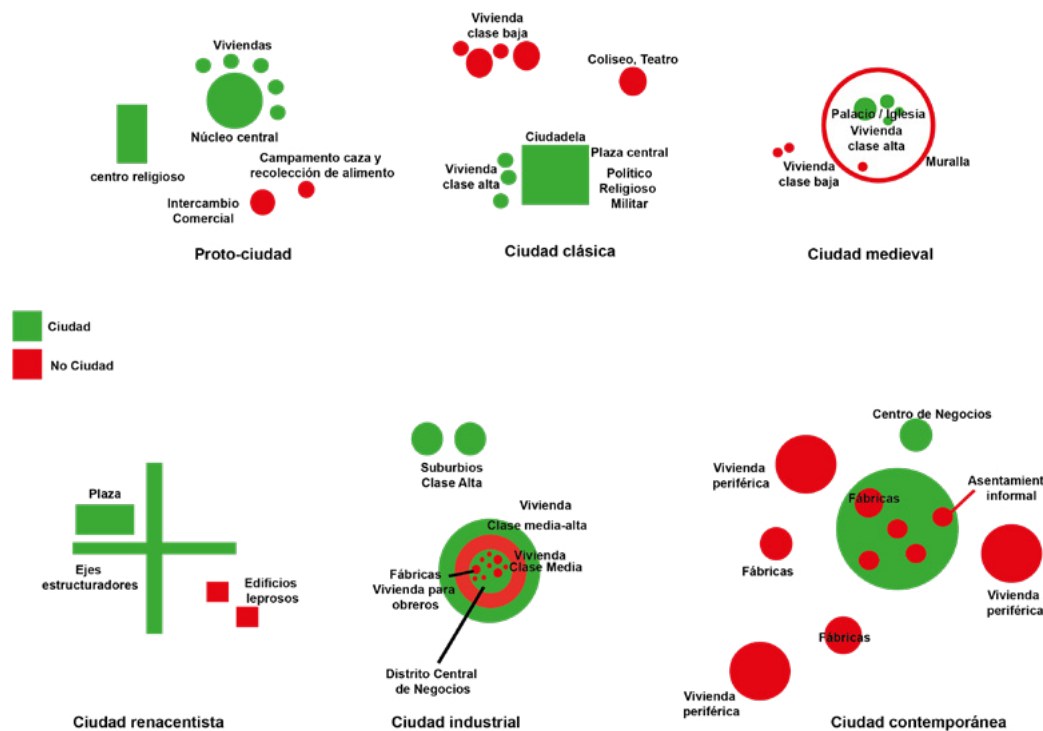 Viviendas
Núcleo central
centro religioso
Campamento caza y
recolección de alimento
Intercambio
Comercial
Proto-ciudad
Vivienda
clase baja
Coliseo, Teatro
Ciudadela
Plaza central
Vivienda
clase alta
Politico
Religioso
Militar
Ciudad clásica
Palacio / Iglesia
Vivienda
clase alta
Muralla
Vivienda
clase baja
Ciudad medieval
Ciudad
No Ciudad
Plaza
Ejes
estructuradores
Edificios
leprosos
Ciudad renacentista
Suburbios
Clase Alta
Vivienda
Clase media-alta
Vivienda
Clase Media
Fábricas
Vivienda para
obreros
Distrito Central
de Negocios
Ciudad industrial
Centro de Negocios
Vivienda
periférica
Fábricas
Asentamient
informal
Fábricas
Vivienda
periférica
Fábricas
Vivienda
periférica
Ciudad contemporánea